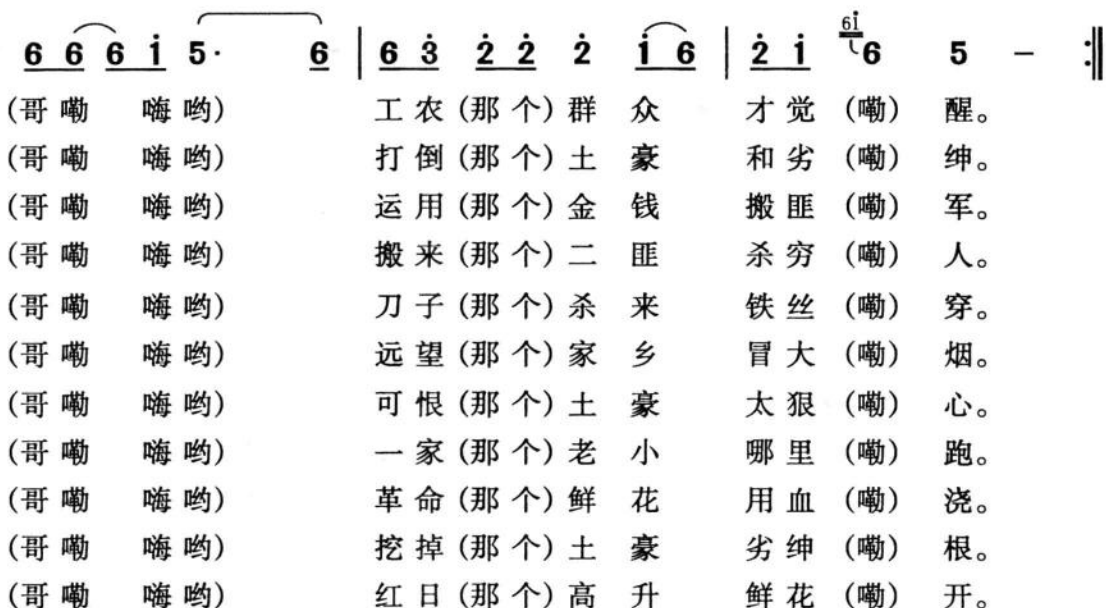 6̲ 6̲ 6̲ i̲̇ 5· 6̲ | 6̲ 3̲̇ 2̲̇ 2̲̇ 2̇ i̲̇ 6̲ | 2̲̇ i̲̇ 6i̇ 6 5 － :‖
(哥嘞 嗨哟) 工农(那个)群众 才觉(嘞) 醒。
(哥嘞 嗨哟) 打倒(那个)土豪 和劣(嘞) 绅。
(哥嘞 嗨哟) 运用(那个)金钱 搬匪(嘞) 军。
(哥嘞 嗨哟) 搬来(那个)二匪 杀穷(嘞) 人。
(哥嘞 嗨哟) 刀子(那个)杀来 铁丝(嘞) 穿。
(哥嘞 嗨哟) 远望(那个)家乡 冒大(嘞) 烟。
(哥嘞 嗨哟) 可恨(那个)土豪 太狠(嘞) 心。
(哥嘞 嗨哟) 一家(那个)老小 哪里(嘞) 跑。
(哥嘞 嗨哟) 革命(那个)鲜花 用血(嘞) 浇。
(哥嘞 嗨哟) 挖掉(那个)土豪 劣绅(嘞) 根。
(哥嘞 嗨哟) 红日(那个)高升 鲜花(嘞) 开。